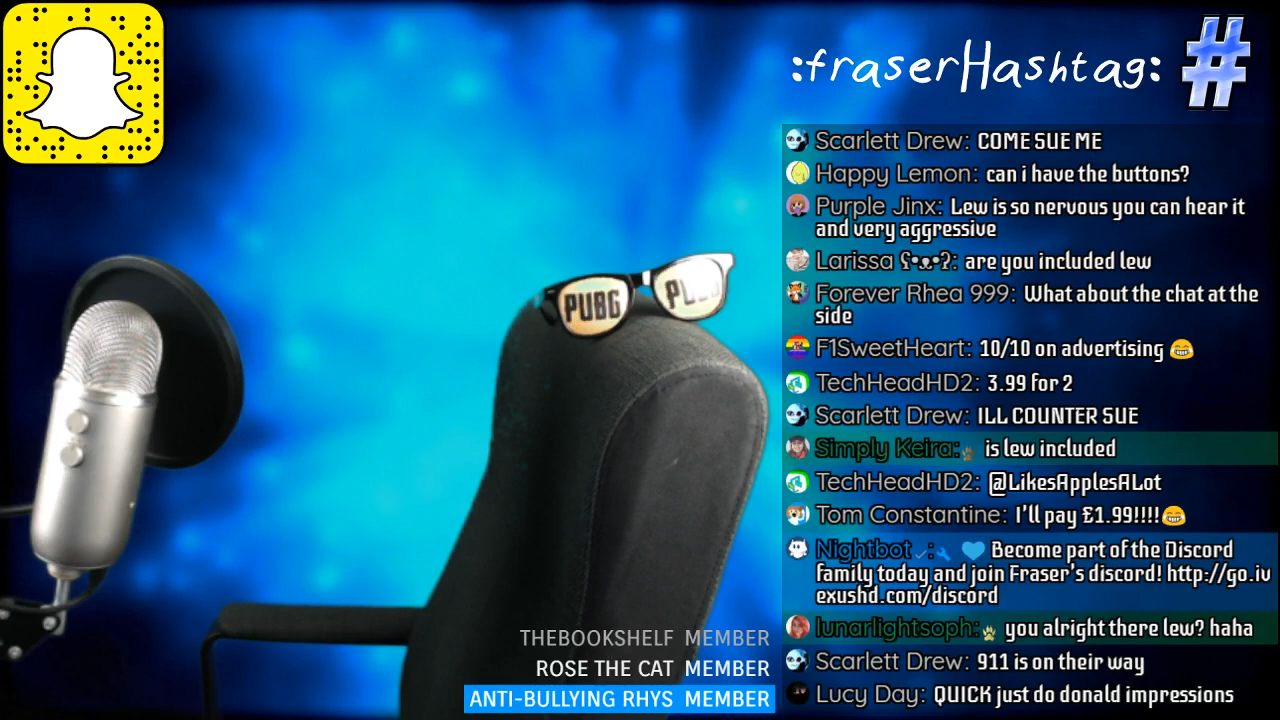 :fraserHashtag: #
Scarlett Drew: COME SUE ME
Happy Lemon: can i have the buttons?
Purple Jinx: Lew is so nervous you can hear it
and very aggressive
Larissa ʕ•ᴥ•ʔ: are you included lew
Forever Rhea 999: What about the chat at the
side
F1SweetHeart: 10/10 on advertising 😂
TechHeadHD2: 3.99 for 2
Scarlett Drew: ILL COUNTER SUE
Simply Keira: is lew included
TechHeadHD2: @LikesApplesALot
Tom Constantine: I'll pay £1.99!!!!😂
Nightbot ✓: 💙 Become part of the Discord
family today and join Fraser's discord! http://go.iv
exushd.com/discord
lunarlightsoph: you alright there lew? haha
Scarlett Drew: 911 is on their way
Lucy Day: QUICK just do donald impressions
PUBG
PUBG
THEBOOKSHELF MEMBER
ROSE THE CAT MEMBER
ANTI-BULLYING RHYS MEMBER